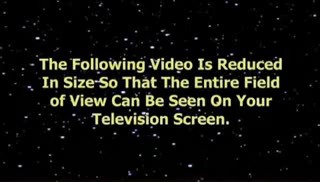 The Following Video Is Reduced
In Size So That The Entire Field
of View Can Be Seen On Your
Television Screen.